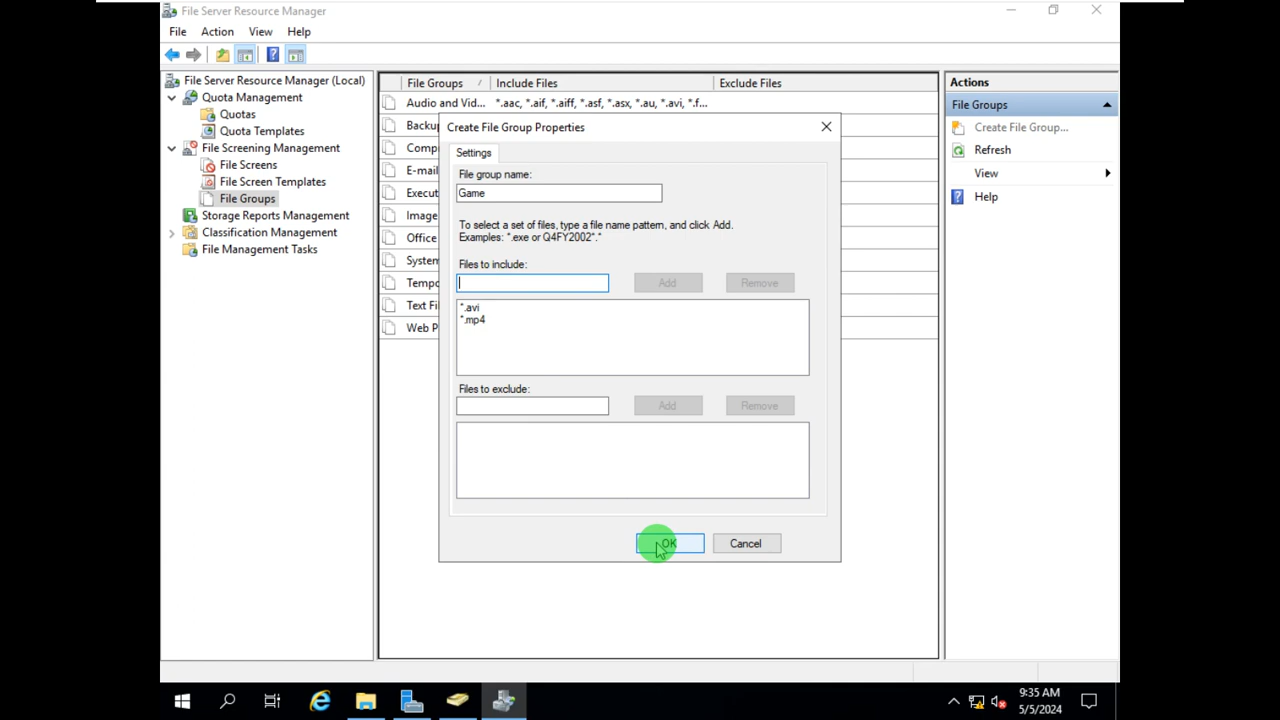 File Server Resource Manager
File Action View Help
File Server Resource Manager (Local)
Quota Management
Quotas
Quota Templates
File Screening Management
File Screens
File Screen Templates
File Groups
Storage Reports Management
Classification Management
File Management Tasks
File Groups / Include Files Exclude Files
Audio and Vid... *.aac, *.aif, *.aiff, *.asf, *.asx, *.au, *.avi, *.f...
Backu
Comp
E-mail
Execut
Image
Office
System
Tempo
Text Fi
Web P
Create File Group Properties
Settings
File group name:
Game
To select a set of files, type a file name pattern, and click Add.
Examples: *.exe or Q4FY2002*.*
Files to include:
Add Remove
*.avi
*.mp4
Files to exclude:
Add Remove
OK Cancel
Actions
File Groups
Create File Group...
Refresh
View
Help
9:35 AM
5/5/2024